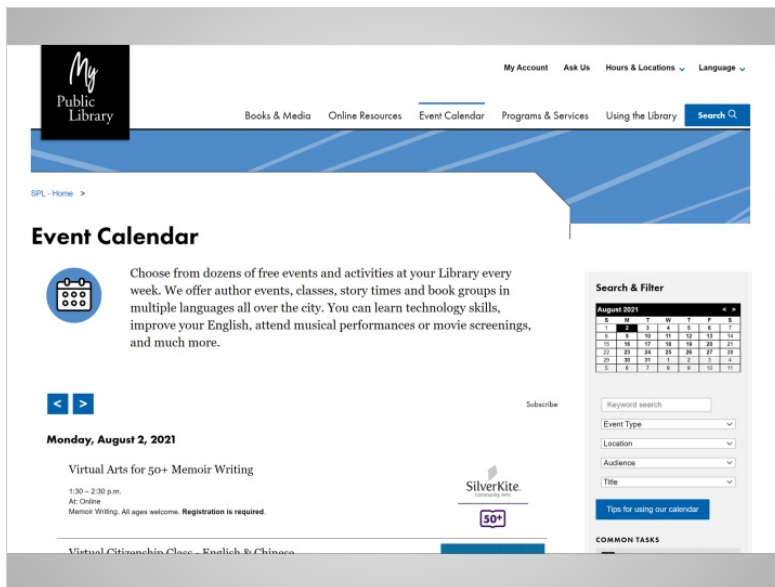 My
Public
Library
My Account Ask Us Hours & Locations Language
Books & Media Online Resources Event Calendar Programs & Services Using the Library Search
SPL - Home >
Event Calendar
Choose from dozens of free events and activities at your Library every
week. We offer author events, classes, story times and book groups in
multiple languages all over the city. You can learn technology skills,
improve your English, attend musical performances or movie screenings,
and much more.
< >
Subscribe
Monday, August 2, 2021
Virtual Arts for 50+ Memoir Writing
1:30 – 2:30 p.m.
At: Online
Memoir Writing. All ages welcome. Registration is required.
SilverKite.
Community Arts
50+
Virtual Citizenship Class - English & Chinese
Search & Filter
August 2021 < >
S M T W T F S
1 2 3 4 5 6 7
8 9 10 11 12 13 14
15 16 17 18 19 20 21
22 23 24 25 26 27 28
29 30 31 1 2 3 4
5 6 7 8 9 10 11
Keyword search
Event Type
Location
Audience
Title
Tips for using our calendar
COMMON TASKS